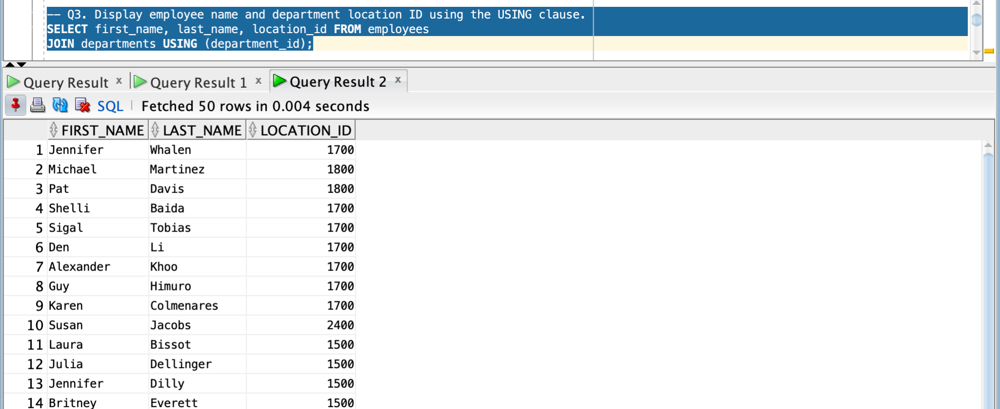 -- Q3. Display employee name and department location ID using the USING clause.
SELECT first_name, last_name, location_id FROM employees
JOIN departments USING (department_id);
Query Result x Query Result 1 x Query Result 2 x
SQL Fetched 50 rows in 0.004 seconds
FIRST_NAME LAST_NAME LOCATION_ID
1 Jennifer Whalen 1700
2 Michael Martinez 1800
3 Pat Davis 1800
4 Shelli Baida 1700
5 Sigal Tobias 1700
6 Den Li 1700
7 Alexander Khoo 1700
8 Guy Himuro 1700
9 Karen Colmenares 1700
10 Susan Jacobs 2400
11 Laura Bissot 1500
12 Julia Dellinger 1500
13 Jennifer Dilly 1500
14 Britney Everett 1500